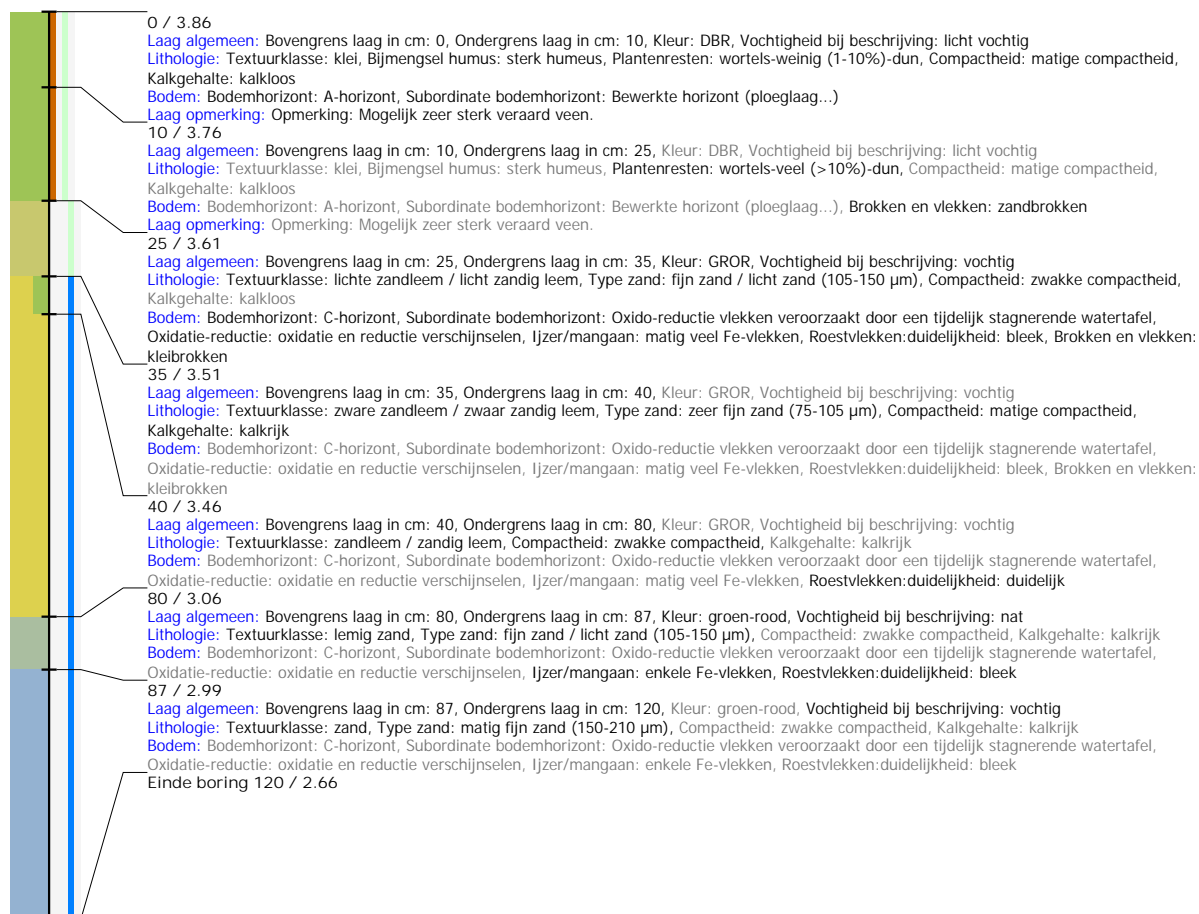 0 / 3.86
Laag algemeen: Bovengrens laag in cm: 0, Ondergrens laag in cm: 10, Kleur: DBR, Vochtigheid bij beschrijving: licht vochtig
Lithologie: Textuurklasse: klei, Bijmengsel humus: sterk humeus, Plantenresten: wortels-weinig (1-10%)-dun, Compactheid: matige compactheid,
Kalkgehalte: kalkloos
Bodem: Bodemhorizont: A-horizont, Subordinate bodemhorizont: Bewerkte horizont (ploeglaag...)
Laag opmerking: Opmerking: Mogelijk zeer sterk veraard veen.
10 / 3.76
Laag algemeen: Bovengrens laag in cm: 10, Ondergrens laag in cm: 25, Kleur: DBR, Vochtigheid bij beschrijving: licht vochtig
Lithologie: Textuurklasse: klei, Bijmengsel humus: sterk humeus, Plantenresten: wortels-veel (>10%)-dun, Compactheid: matige compactheid,
Kalkgehalte: kalkloos
Bodem: Bodemhorizont: A-horizont, Subordinate bodemhorizont: Bewerkte horizont (ploeglaag...), Brokken en vlekken: zandbrokken
Laag opmerking: Opmerking: Mogelijk zeer sterk veraard veen.
25 / 3.61
Laag algemeen: Bovengrens laag in cm: 25, Ondergrens laag in cm: 35, Kleur: GROR, Vochtigheid bij beschrijving: vochtig
Lithologie: Textuurklasse: lichte zandleem / licht zandig leem, Type zand: fijn zand / licht zand (105-150 µm), Compactheid: zwakke compactheid,
Kalkgehalte: kalkloos
Bodem: Bodemhorizont: C-horizont, Subordinate bodemhorizont: Oxido-reductie vlekken veroorzaakt door een tijdelijk stagnerende watertafel,
Oxidatie-reductie: oxidatie en reductie verschijnselen, Ijzer/mangaan: matig veel Fe-vlekken, Roestvlekken:duidelijkheid: bleek, Brokken en vlekken:
kleibrokken
35 / 3.51
Laag algemeen: Bovengrens laag in cm: 35, Ondergrens laag in cm: 40, Kleur: GROR, Vochtigheid bij beschrijving: vochtig
Lithologie: Textuurklasse: zware zandleem / zwaar zandig leem, Type zand: zeer fijn zand (75-105 µm), Compactheid: matige compactheid,
Kalkgehalte: kalkrijk
Bodem: Bodemhorizont: C-horizont, Subordinate bodemhorizont: Oxido-reductie vlekken veroorzaakt door een tijdelijk stagnerende watertafel,
Oxidatie-reductie: oxidatie en reductie verschijnselen, Ijzer/mangaan: matig veel Fe-vlekken, Roestvlekken:duidelijkheid: bleek, Brokken en vlekken:
kleibrokken
40 / 3.46
Laag algemeen: Bovengrens laag in cm: 40, Ondergrens laag in cm: 80, Kleur: GROR, Vochtigheid bij beschrijving: vochtig
Lithologie: Textuurklasse: zandleem / zandig leem, Compactheid: zwakke compactheid, Kalkgehalte: kalkrijk
Bodem: Bodemhorizont: C-horizont, Subordinate bodemhorizont: Oxido-reductie vlekken veroorzaakt door een tijdelijk stagnerende watertafel,
Oxidatie-reductie: oxidatie en reductie verschijnselen, Ijzer/mangaan: matig veel Fe-vlekken, Roestvlekken:duidelijkheid: duidelijk
80 / 3.06
Laag algemeen: Bovengrens laag in cm: 80, Ondergrens laag in cm: 87, Kleur: groen-rood, Vochtigheid bij beschrijving: nat
Lithologie: Textuurklasse: lemig zand, Type zand: fijn zand / licht zand (105-150 µm), Compactheid: zwakke compactheid, Kalkgehalte: kalkrijk
Bodem: Bodemhorizont: C-horizont, Subordinate bodemhorizont: Oxido-reductie vlekken veroorzaakt door een tijdelijk stagnerende watertafel,
Oxidatie-reductie: oxidatie en reductie verschijnselen, Ijzer/mangaan: enkele Fe-vlekken, Roestvlekken:duidelijkheid: bleek
87 / 2.99
Laag algemeen: Bovengrens laag in cm: 87, Ondergrens laag in cm: 120, Kleur: groen-rood, Vochtigheid bij beschrijving: vochtig
Lithologie: Textuurklasse: zand, Type zand: matig fijn zand (150-210 µm), Compactheid: zwakke compactheid, Kalkgehalte: kalkrijk
Bodem: Bodemhorizont: C-horizont, Subordinate bodemhorizont: Oxido-reductie vlekken veroorzaakt door een tijdelijk stagnerende watertafel,
Oxidatie-reductie: oxidatie en reductie verschijnselen, Ijzer/mangaan: enkele Fe-vlekken, Roestvlekken:duidelijkheid: bleek
Einde boring 120 / 2.66